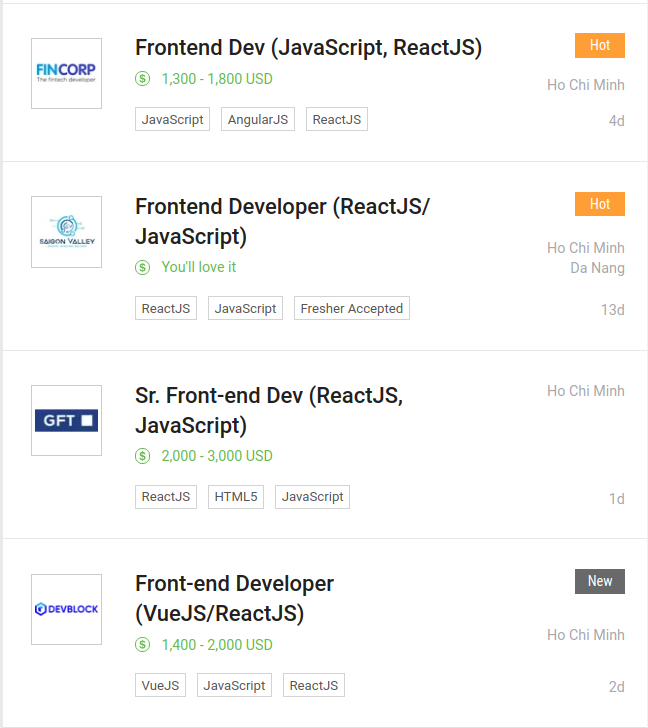 FINCORP
The fintech developer
Frontend Dev (JavaScript, ReactJS)
Hot
$ 1,300 - 1,800 USD
Ho Chi Minh
JavaScript AngularJS ReactJS
4d
SAIGON VALLEY
Frontend Developer (ReactJS/
JavaScript)
Hot
$ You'll love it
Ho Chi Minh
Da Nang
ReactJS JavaScript Fresher Accepted
13d
GFT
Sr. Front-end Dev (ReactJS,
JavaScript)
Ho Chi Minh
$ 2,000 - 3,000 USD
ReactJS HTML5 JavaScript
1d
DEVBLOCK
Front-end Developer
(VueJS/ReactJS)
New
$ 1,400 - 2,000 USD
Ho Chi Minh
VueJS JavaScript ReactJS
2d